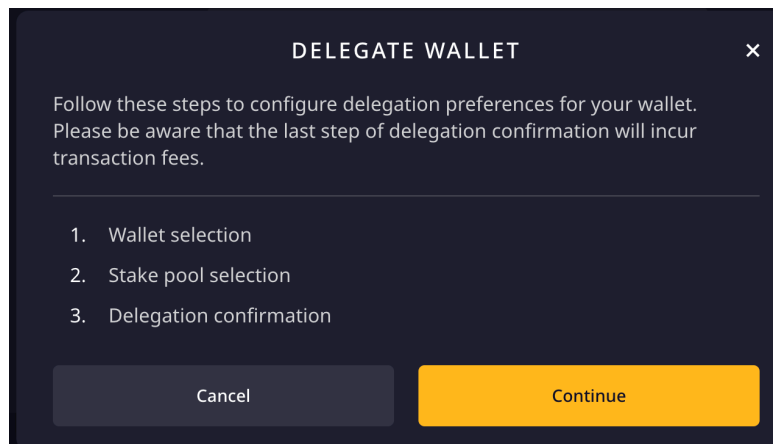 DELEGATE WALLET
Follow these steps to configure delegation preferences for your wallet.
Please be aware that the last step of delegation confirmation will incur
transaction fees.
1. Wallet selection
2. Stake pool selection
3. Delegation confirmation
Cancel Continue